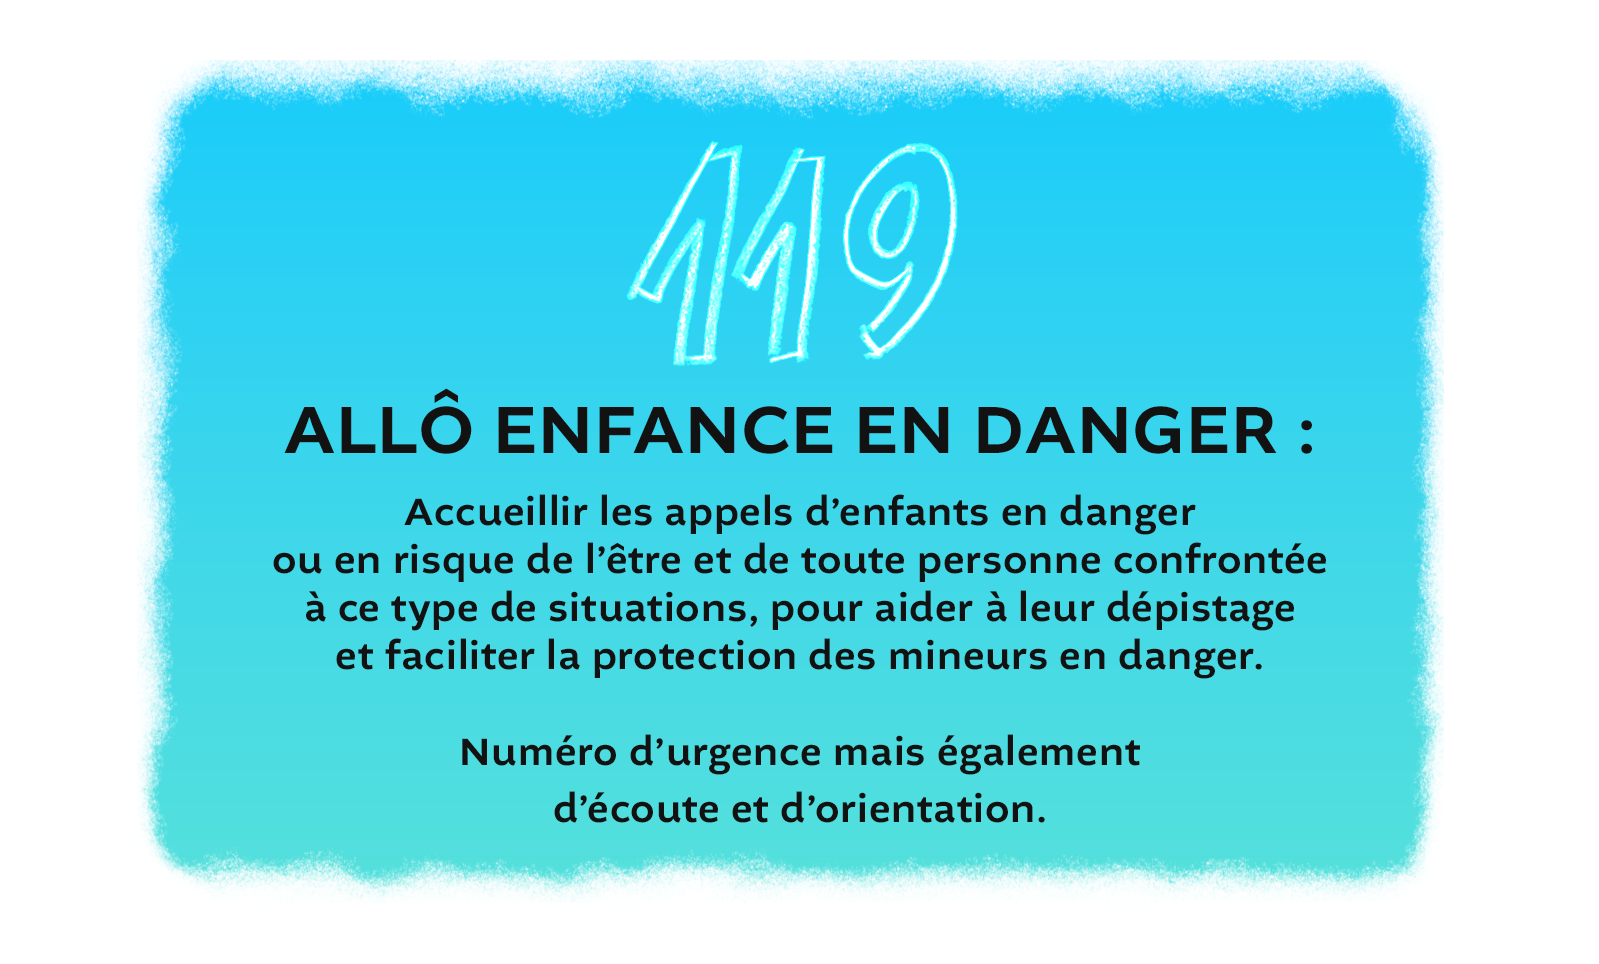 119
ALLÔ ENFANCE EN DANGER :
Accueillir les appels d’enfants en danger
ou en risque de l’être et de toute personne confrontée
à ce type de situations, pour aider à leur dépistage
et faciliter la protection des mineurs en danger.
Numéro d’urgence mais également
d’écoute et d’orientation.